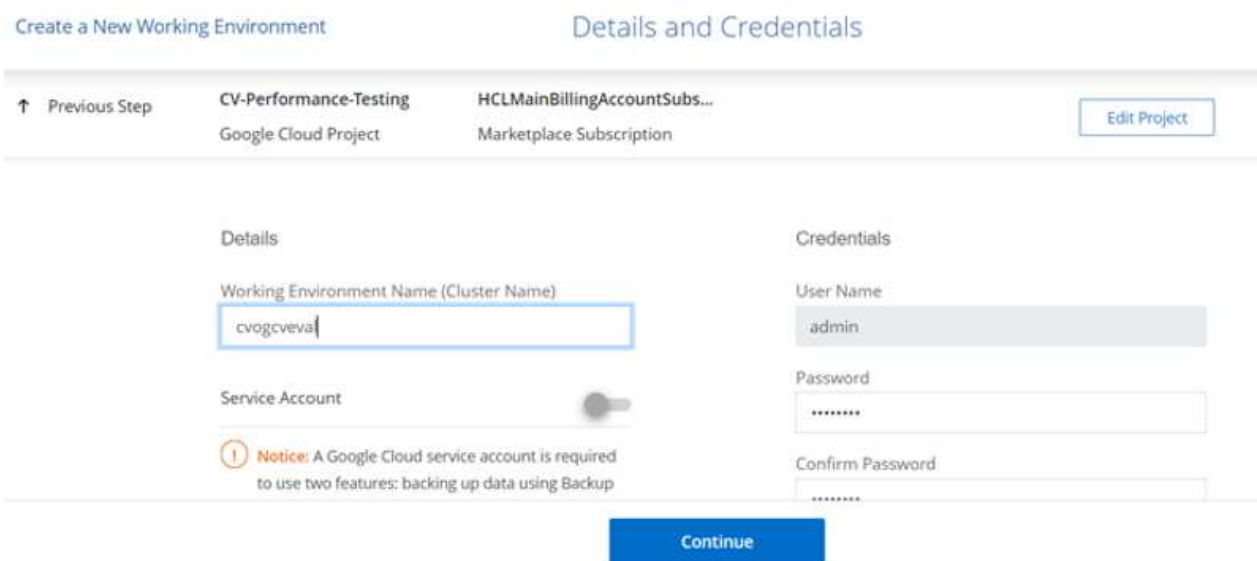 Create a New Working Environment
Details and Credentials
↑ Previous Step
CV-Performance-Testing
HCLMainBillingAccountSubs...
Google Cloud Project
Marketplace Subscription
Edit Project
Details
Credentials
Working Environment Name (Cluster Name)
User Name
cvogcveval
admin
Password
Service Account
••••••••
! Notice: A Google Cloud service account is required
to use two features: backing up data using Backup
Confirm Password
••••••••
Continue